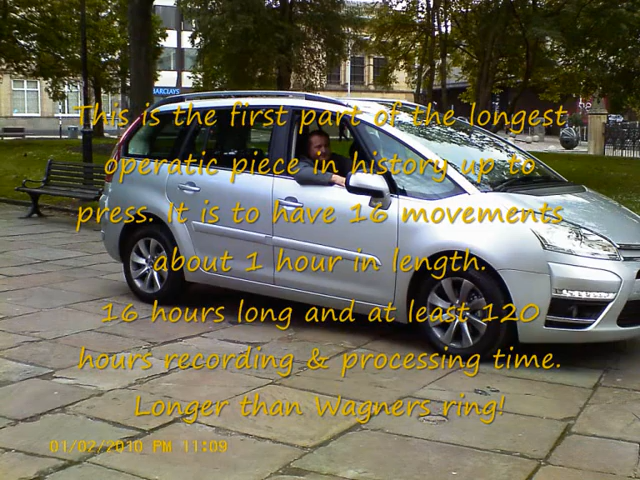 BARCLAYS
This is the first part of the longest
operatic piece in history up to
press. It is to have 16 movements
about 1 hour in length.
16 hours long and at least 120
hours recording & processing time.
Longer than Wagners ring!
01/02/2010 PM 11:09